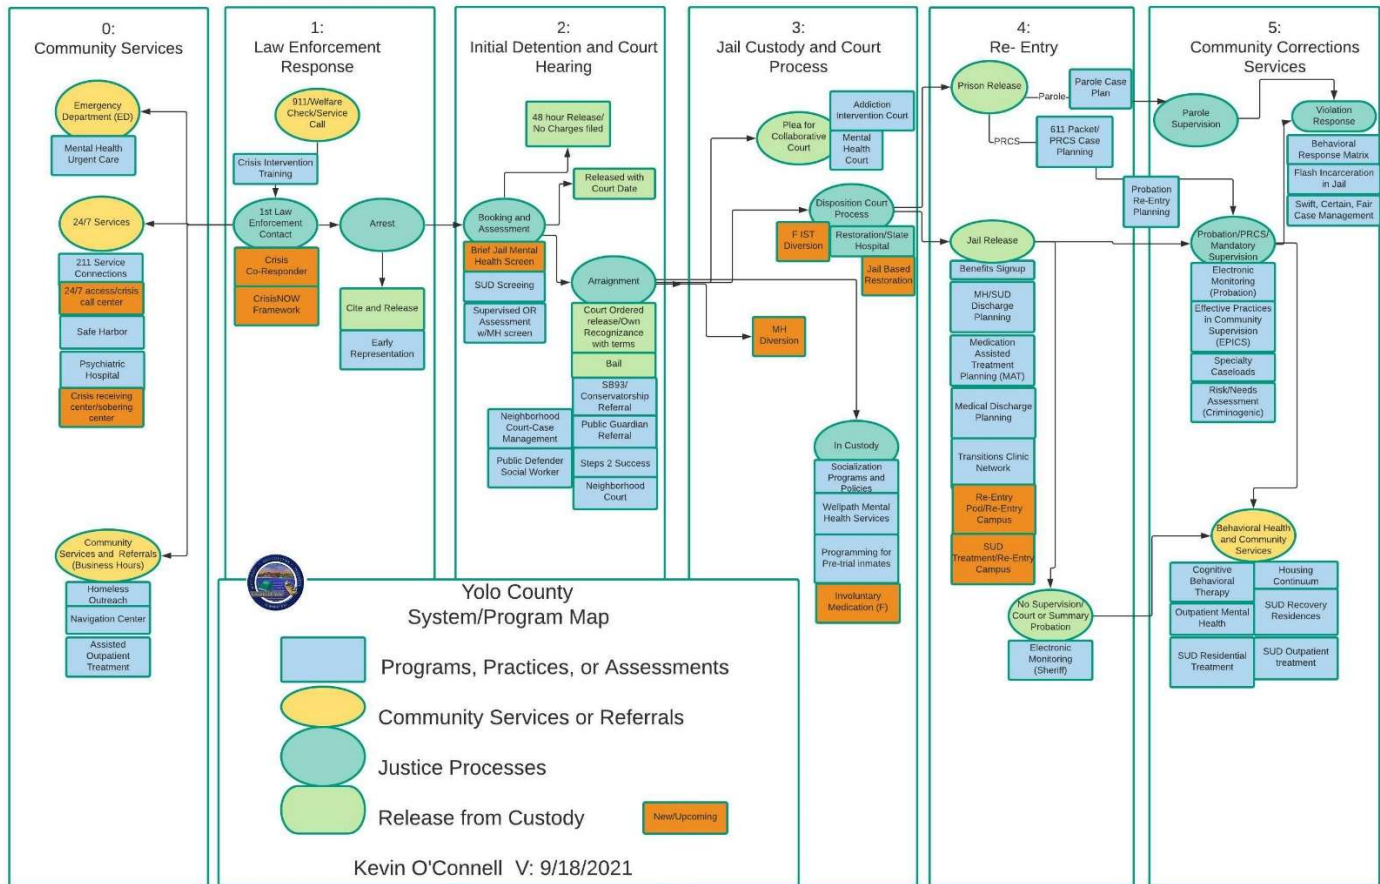 0:
Community Services
Emergency
Department (ED)
Mental Health
Urgent Care
24/7 Services
211 Service
Connections
24/7 access/crisis
call center
Safe Harbor
Psychiatric
Hospital
Crisis receiving
center/sobering
center
Community
Services and Referrals
(Business Hours)
Homeless
Outreach
Navigation Center
Assisted
Outpatient
Treatment
1:
Law Enforcement
Response
911/Welfare
Check/Service
Call
Crisis Intervention
Training
1st Law
Enforcement
Contact
Crisis
Co-Responder
CrisisNOW
Framework
Arrest
Cite and Release
Early
Representation
2:
Initial Detention and Court
Hearing
48 hour Release/
No Charges filed
Released with
Court Date
Booking and
Assessment
Brief Jail Mental
Health Screen
SUD Screeing
Supervised OR
Assessment
w/MH screen
Arraignment
Court Ordered
release/Own
Recognizance
with terms
Bail
SB93/
Conservatorship
Referral
Neighborhood
Court-Case
Management
Public Guardian
Referral
Public Defender
Social Worker
Steps 2 Success
Neighborhood
Court
3:
Jail Custody and Court
Process
Plea for
Collaborative
Court
Addiction
Intervention Court
Mental
Health
Court
Disposition Court
Process
F IST
Diversion
Restoration/State
Hospital
Jail Based
Restoration
MH
Diversion
In Custody
Socialization
Programs and
Policies
Wellpath Mental
Health Services
Programming for
Pre-trial inmates
Involuntary
Medication (F)
4:
Re- Entry
Prison Release
Parole
Parole Case
Plan
PRCS
611 Packet/
PRCS Case
Planning
Probation
Re-Entry
Planning
Jail Release
Benefits Signup
MH/SUD
Discharge
Planning
Medication
Assisted
Treatment
Planning (MAT)
Medical Discharge
Planning
Transitions Clinic
Network
Re-Entry
Pod/Re-Entry
Campus
SUD
Treatment/Re-Entry
Campus
No Supervision/
Court or Summary
Probation
Electronic
Monitoring
(Sheriff)
5:
Community Corrections
Services
Parole
Supervision
Violation
Response
Behavioral
Response Matrix
Flash Incarceration
in Jail
Swift, Certain, Fair
Case Management
Probation/PRCS/
Mandatory
Supervision
Electronic
Monitoring
(Probation)
Effective Practices
in Community
Supervision
(EPICS)
Specialty
Caseloads
Risk/Needs
Assessment
(Criminogenic)
Behavioral Health
and Community
Services
Cognitive
Behavioral
Therapy
Housing
Continuum
Outpatient Mental
Health
SUD Recovery
Residences
SUD Residential
Treatment
SUD Outpatient
treatment
Yolo County
System/Program Map
Programs, Practices, or Assessments
Community Services or Referrals
Justice Processes
Release from Custody
New/Upcoming
Kevin O'Connell V: 9/18/2021